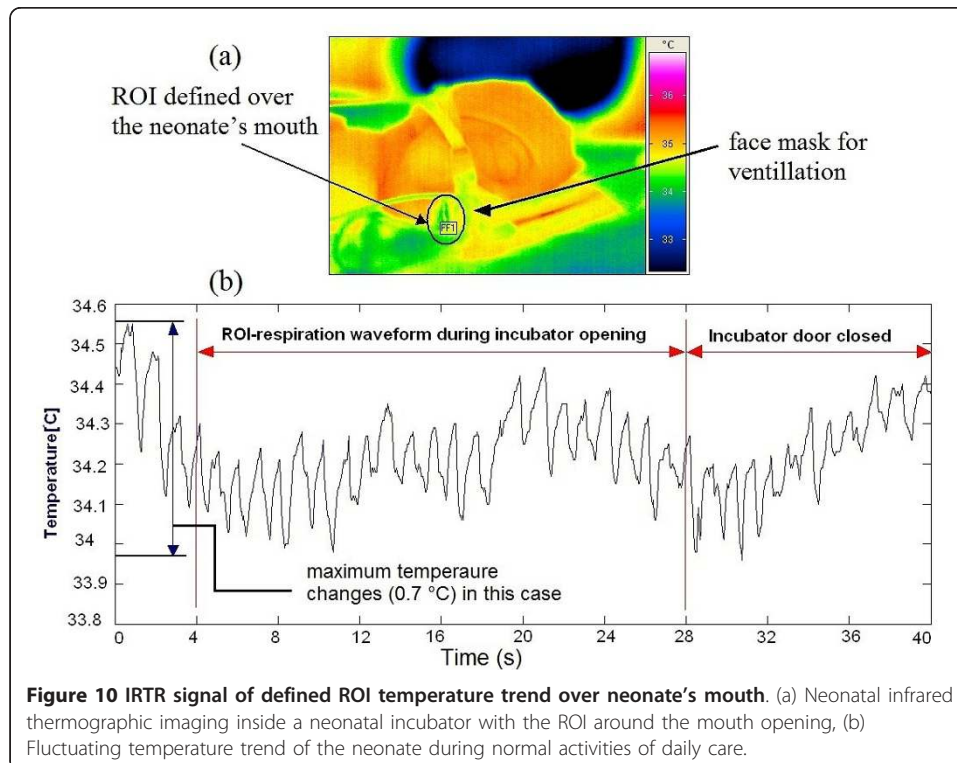 (a)
ROI defined over
the neonate's mouth
face mask for
ventillation
°C
36
35
34
33
FF1
(b)
34.6
34.5
34.4
34.3
34.2
34.1
34
33.9
33.8
Temperature[C]
ROI-respiration waveform during incubator opening
Incubator door closed
maximum temperaure
changes (0.7 °C) in this case
0 4 8 12 16 20 24 28 32 36 40
Time (s)
Figure 10 IRTR signal of defined ROI temperature trend over neonate's mouth. (a) Neonatal infrared
thermographic imaging inside a neonatal incubator with the ROI around the mouth opening, (b)
Fluctuating temperature trend of the neonate during normal activities of daily care.